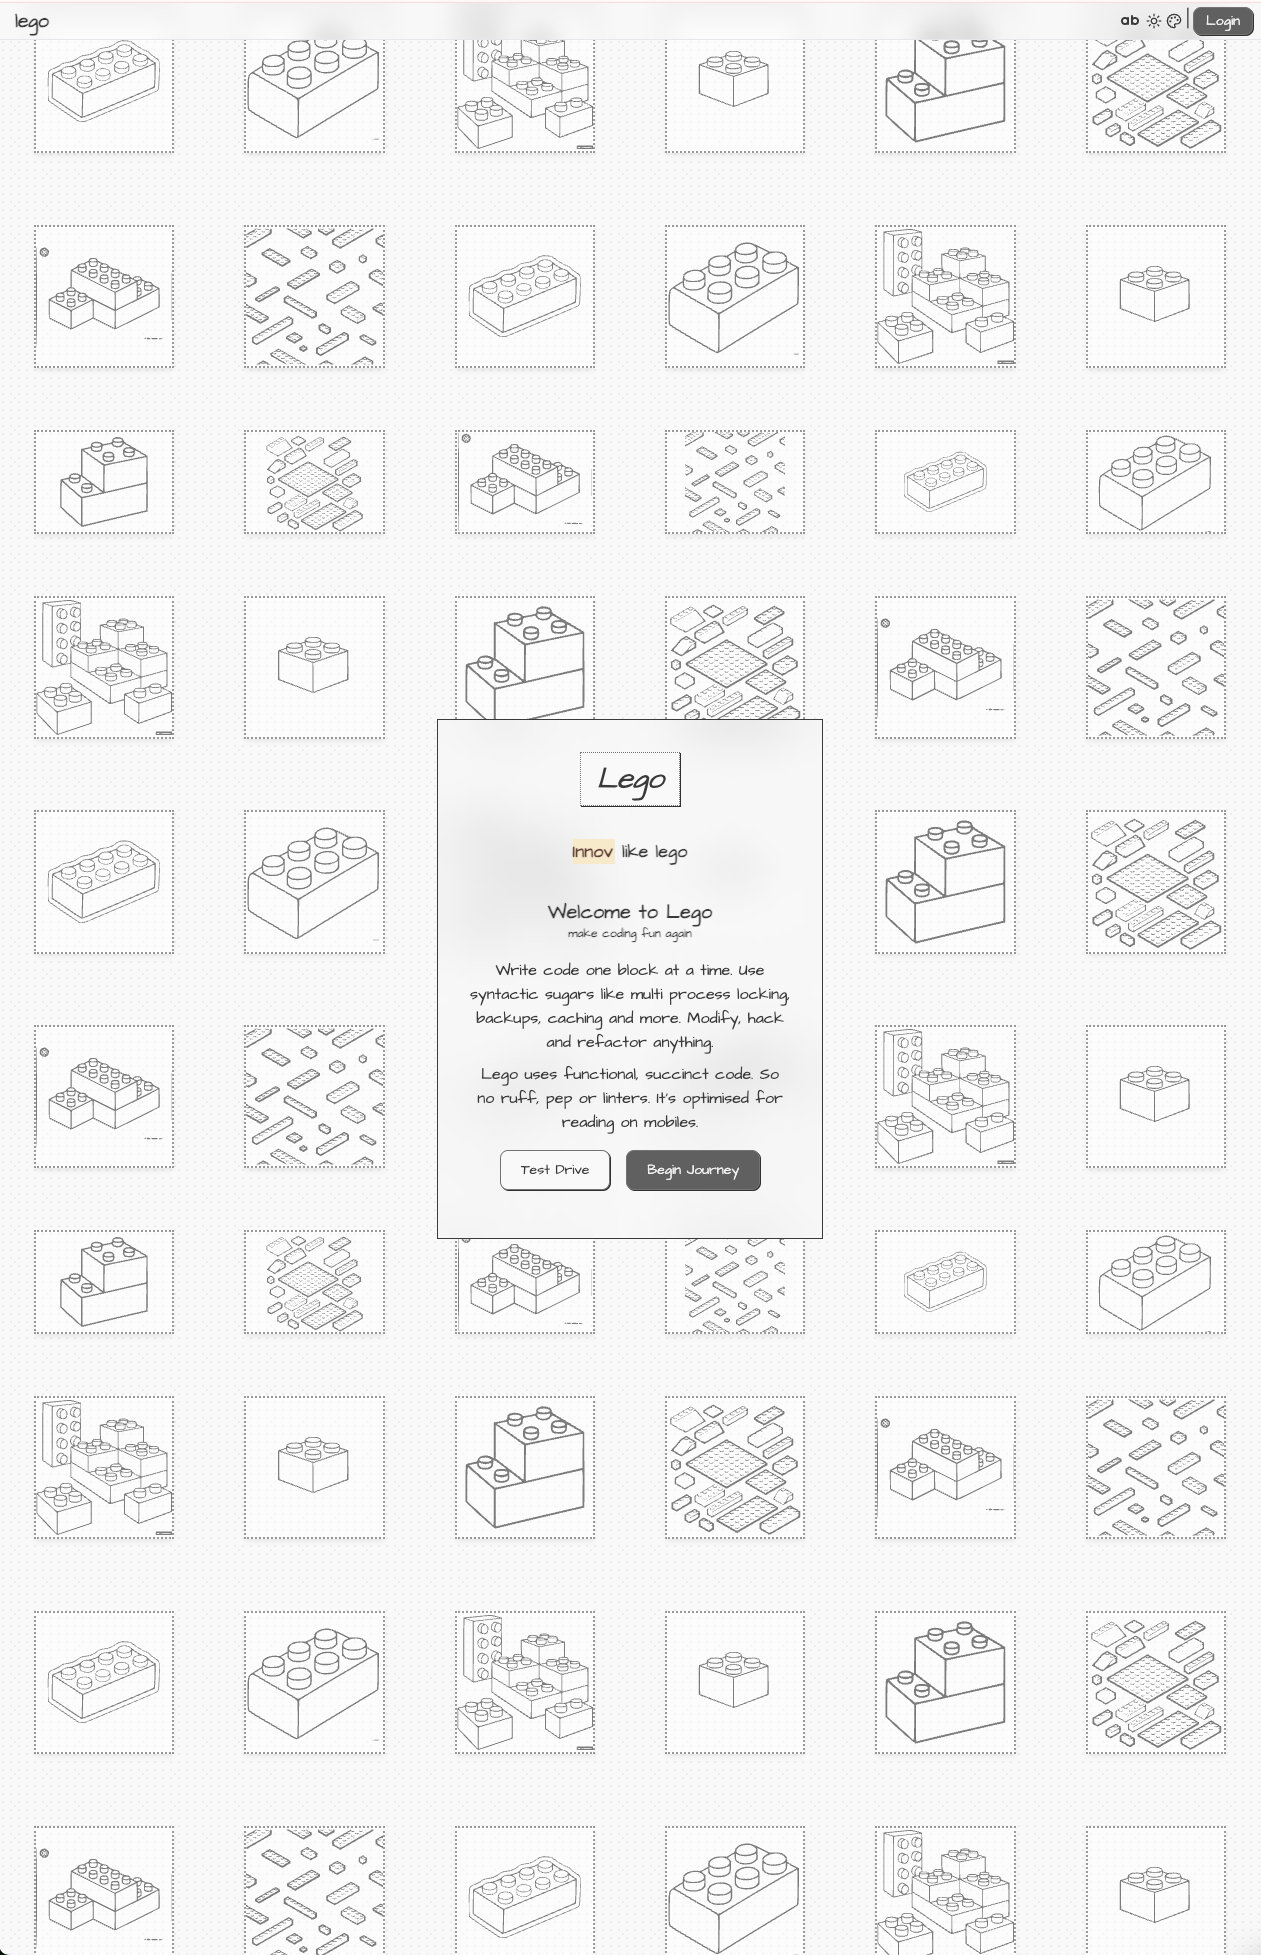 lego
ab
Login
Lego
Innov like lego
Welcome to Lego
make coding fun again
Write code one block at a time. Use
syntactic sugars like multi process locking,
backups, caching and more. Modify, hack
and refactor anything.
Lego uses functional, succinct code. So
no ruff, pep or linters. It's optimised for
reading on mobiles.
Test Drive
Begin Journey